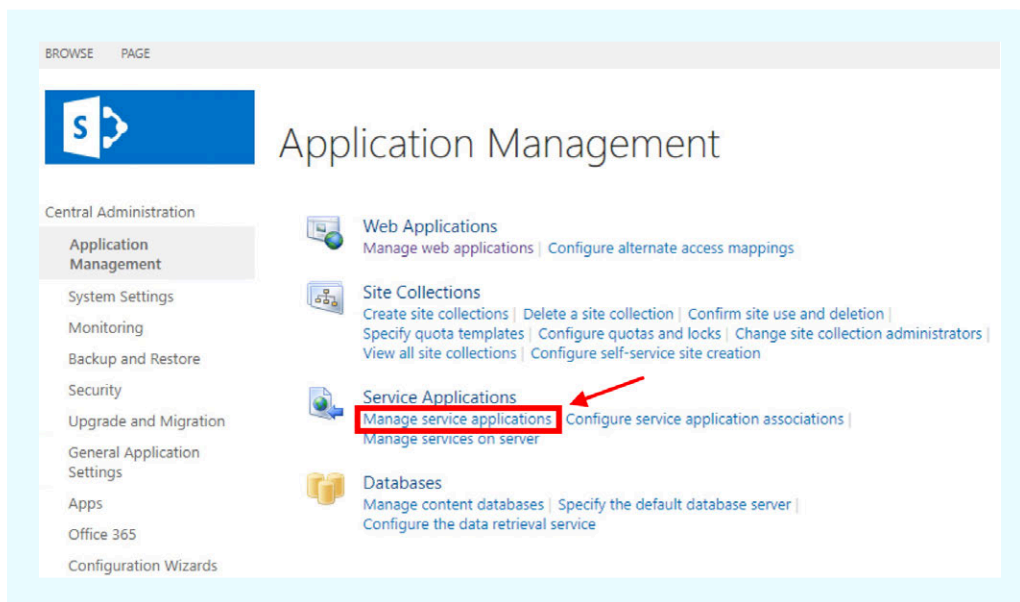 BROWSE PAGE
S
Application Management
Central Administration
Application
Management
System Settings
Monitoring
Backup and Restore
Security
Upgrade and Migration
General Application
Settings
Apps
Office 365
Configuration Wizards
Web Applications
Manage web applications | Configure alternate access mappings
Site Collections
Create site collections | Delete a site collection | Confirm site use and deletion |
Specify quota templates | Configure quotas and locks | Change site collection administrators |
View all site collections | Configure self-service site creation
Service Applications
Manage service applications | Configure service application associations |
Manage services on server
Databases
Manage content databases | Specify the default database server |
Configure the data retrieval service